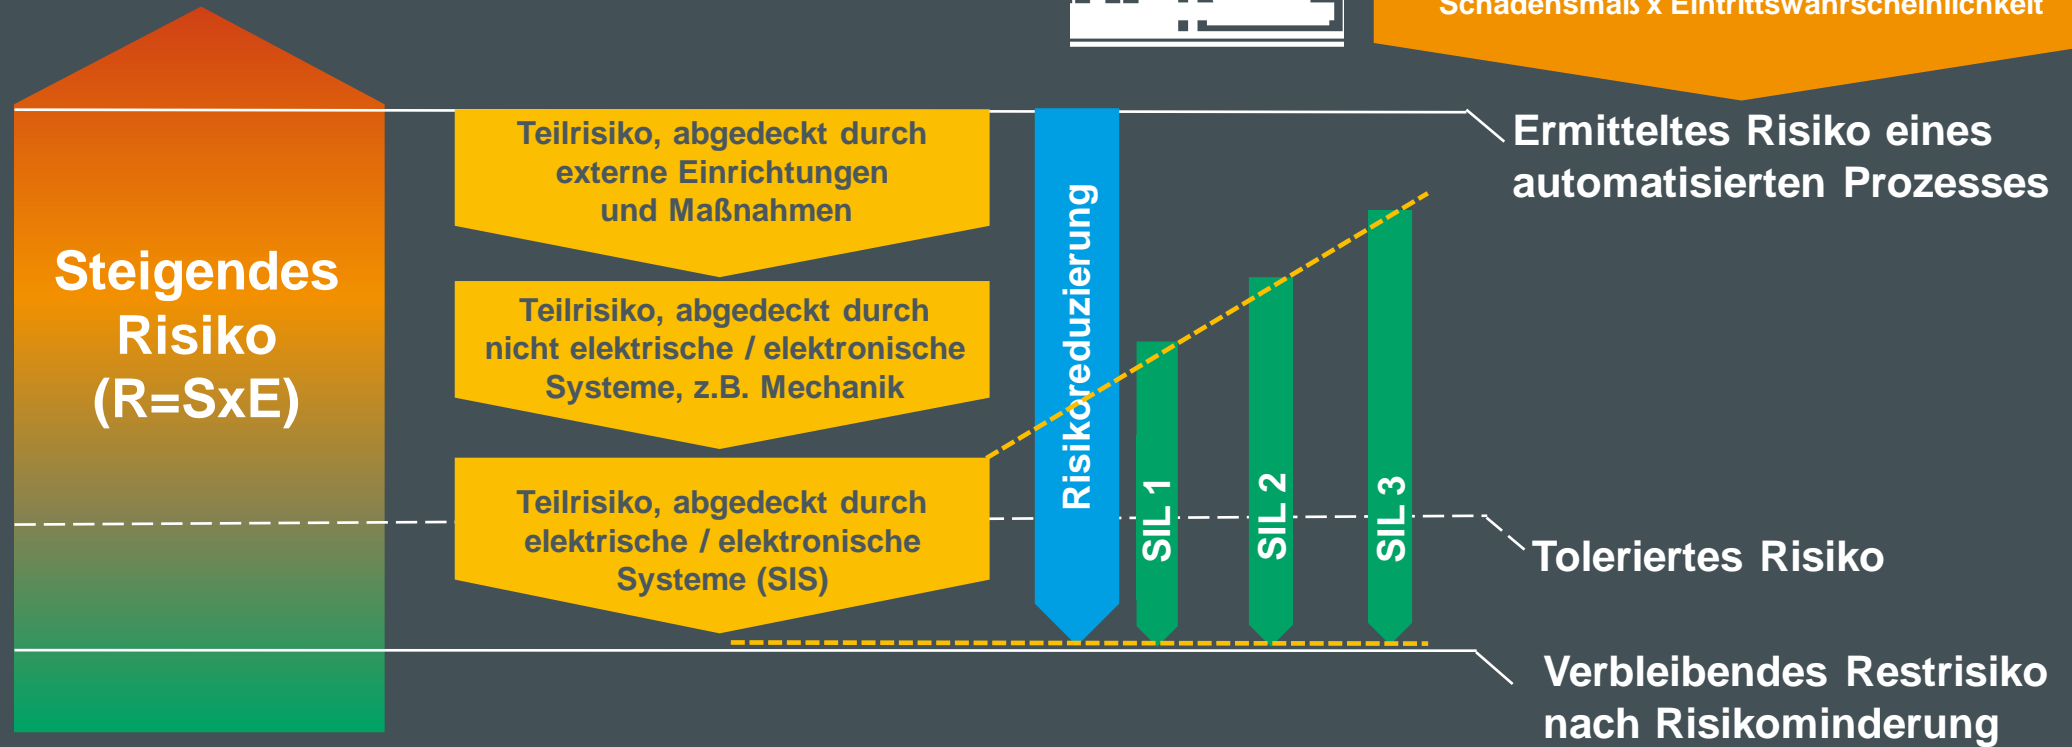 Schadensmaß x Eintrittswahrscheinlichkeit
Steigendes
Risiko
(R=SxE)
Teilrisiko, abgedeckt durch
externe Einrichtungen
und Maßnahmen
Teilrisiko, abgedeckt durch
nicht elektrische / elektronische
Systeme, z.B. Mechanik
Teilrisiko, abgedeckt durch
elektrische / elektronische
Systeme (SIS)
Risikoreduzierung
SIL 1
SIL 2
SIL 3
Ermitteltes Risiko eines
automatisierten Prozesses
Toleriertes Risiko
Verbleibendes Restrisiko
nach Risikominderung